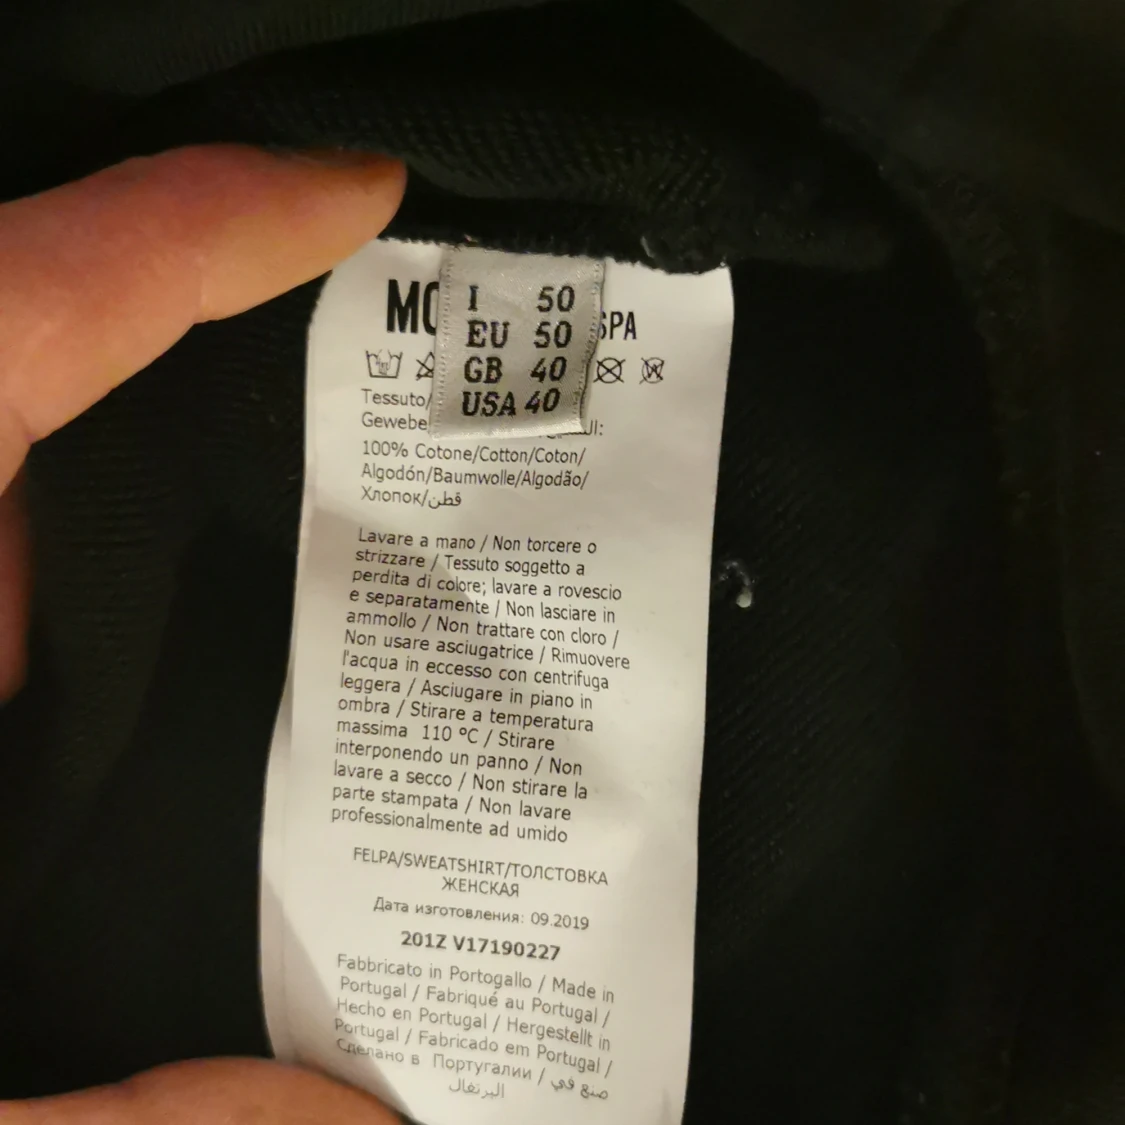 I 50
EU 50
GB 40
USA 40
SPA
Tessuto/
Gewebe
100% Cotone/Cotton/Coton/
Algodón/Baumwolle/Algodão/
Хлопок/قطن
Lavare a mano / Non torcere o
strizzare / Tessuto soggetto a
perdita di colore; lavare a rovescio
e separatamente / Non lasciare in
ammollo / Non trattare con cloro /
Non usare asciugatrice / Rimuovere
l'acqua in eccesso con centrifuga
leggera / Asciugare in piano in
ombra / Stirare a temperatura
massima 110 °C / Stirare
interponendo un panno / Non
lavare a secco / Non stirare la
parte stampata / Non lavare
professionalmente ad umido
FELPA/SWEATSHIRT/ТОЛСТОВКА
ЖЕНСКАЯ
Дата изготовления: 09.2019
201Z V17190227
Fabbricato in Portogallo / Made in
Portugal / Fabriqué au Portugal /
Hecho en Portugal / Hergestellt in
Portugal / Fabricado em Portugal /
Сделано в Португалии / صنع في
البرتغال